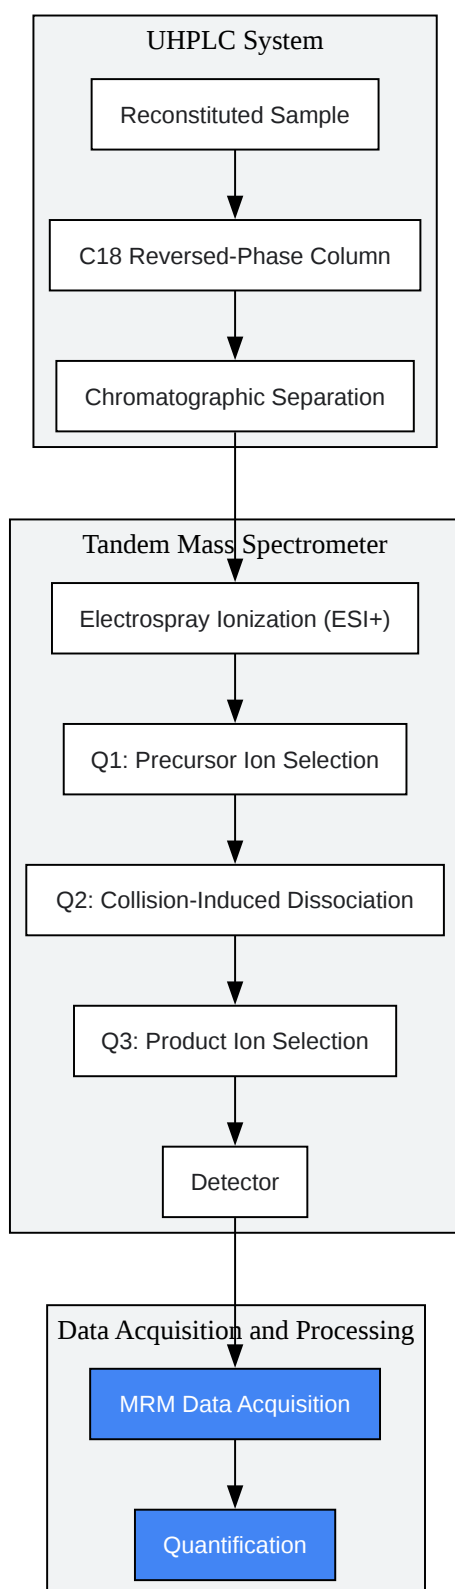 UHPLC System
Reconstituted Sample
C18 Reversed-Phase Column
Chromatographic Separation
Tandem Mass Spectrometer
Electrospray Ionization (ESI+)
Q1: Precursor Ion Selection
Q2: Collision-Induced Dissociation
Q3: Product Ion Selection
Detector
Data Acquisition and Processing
MRM Data Acquisition
Quantification